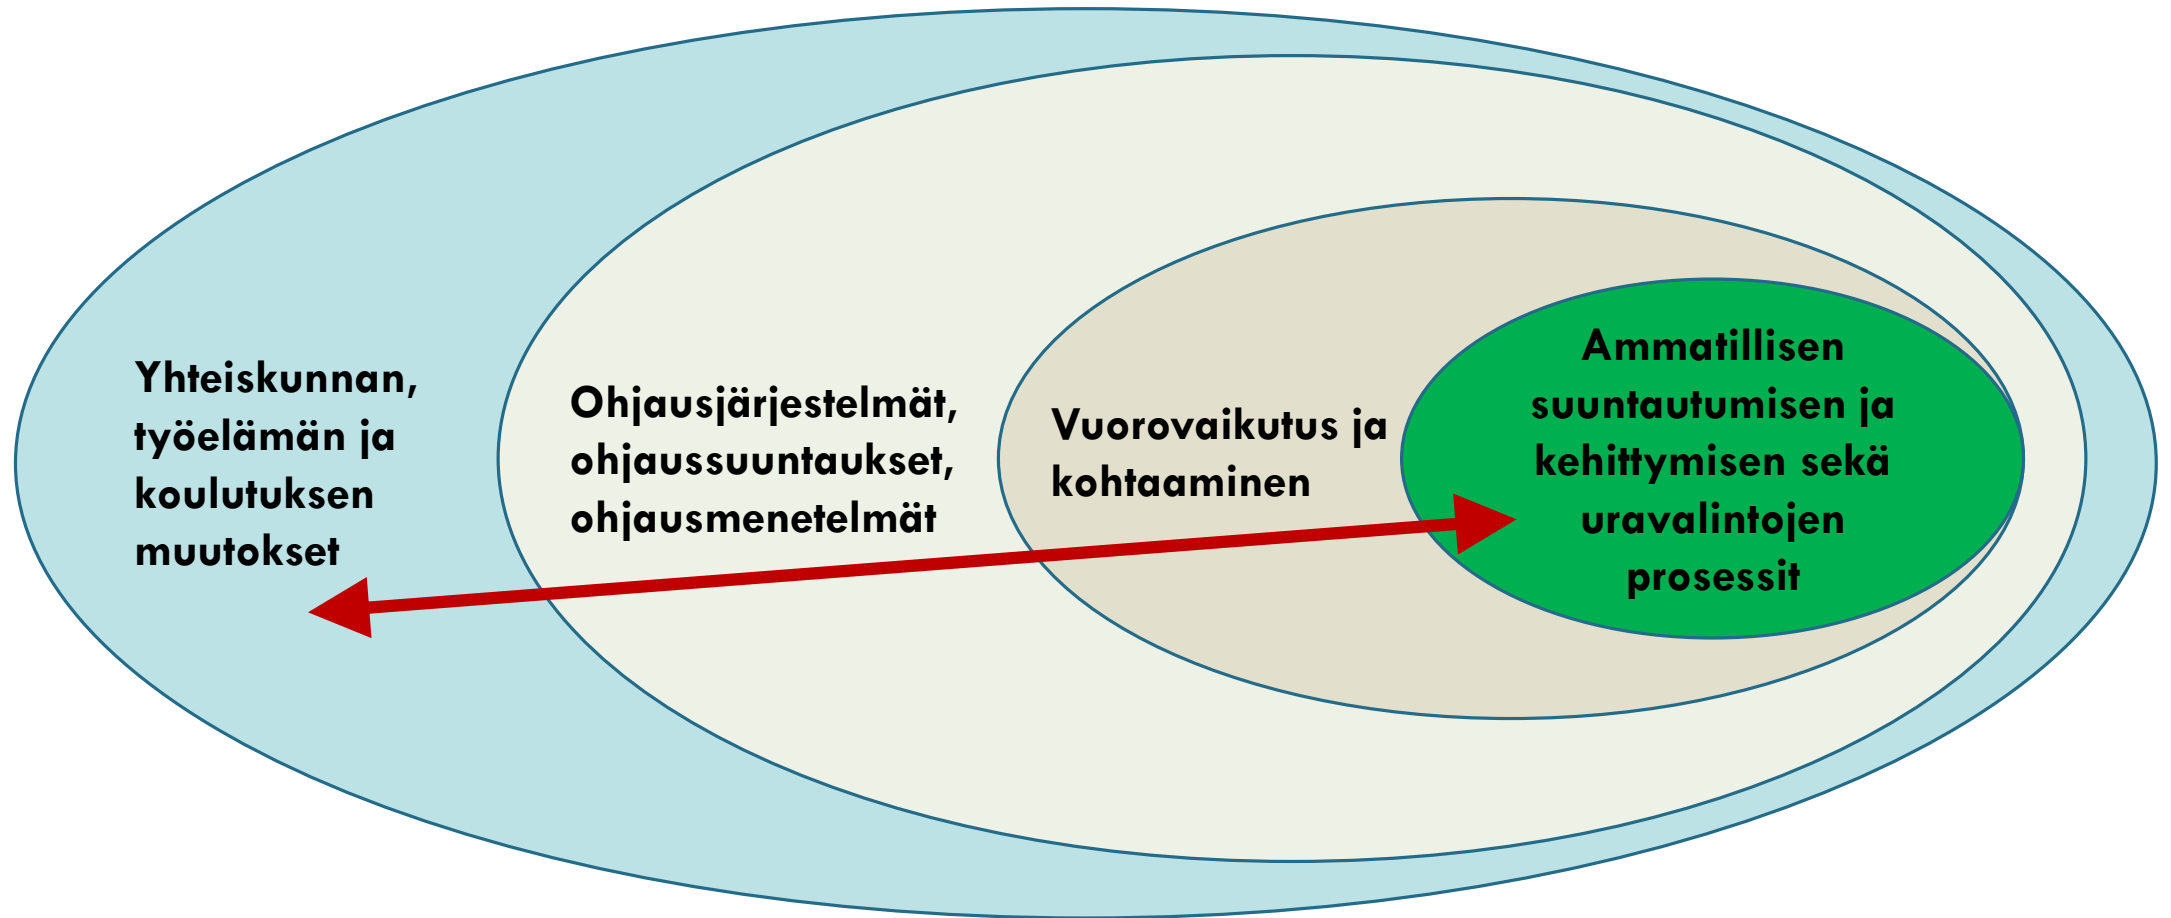 Yhteiskunnan,
työelämän ja
koulutuksen
muutokset
Ohjausjärjestelmät,
ohjaussuuntaukset,
ohjausmenetelmät
Vuorovaikutus ja
kohtaaminen
Ammatillisen
suuntautumisen ja
kehittymisen sekä
uravalintojen
prosessit